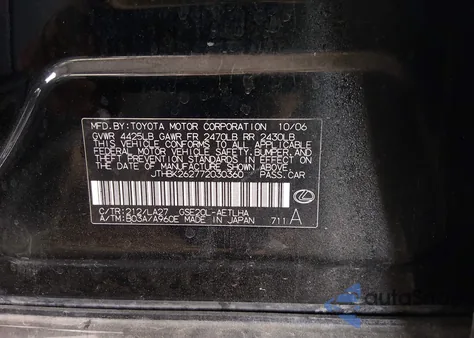 MFD.BY:TOYOTA MOTOR CORPORATION 10/06
GVWR 4425LB GAWR FR 2470LB RR 2430LB
THIS VEHICLE CONFORMS TO ALL APPLICABLE
FEDERAL MOTOR VEHICLE SAFETY,BUMPER,AND
THEFT PREVENTION STANDARDS IN EFFECT ON
THE DATE OF MANUFACTURE SHOWN ABOVE.
JTHBK262772030360 PASS.CAR
C/TR:212/LA27 GSE20L-AETLHA
A/TM:B03A/A960E MADE IN JAPAN 711 A